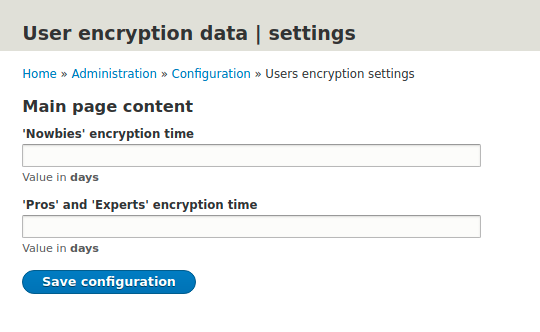 User encryption data | settings
Home » Administration » Configuration » Users encryption settings
Main page content
'Nowbies' encryption time
Value in days
'Pros' and 'Experts' encryption time
Value in days
Save configuration